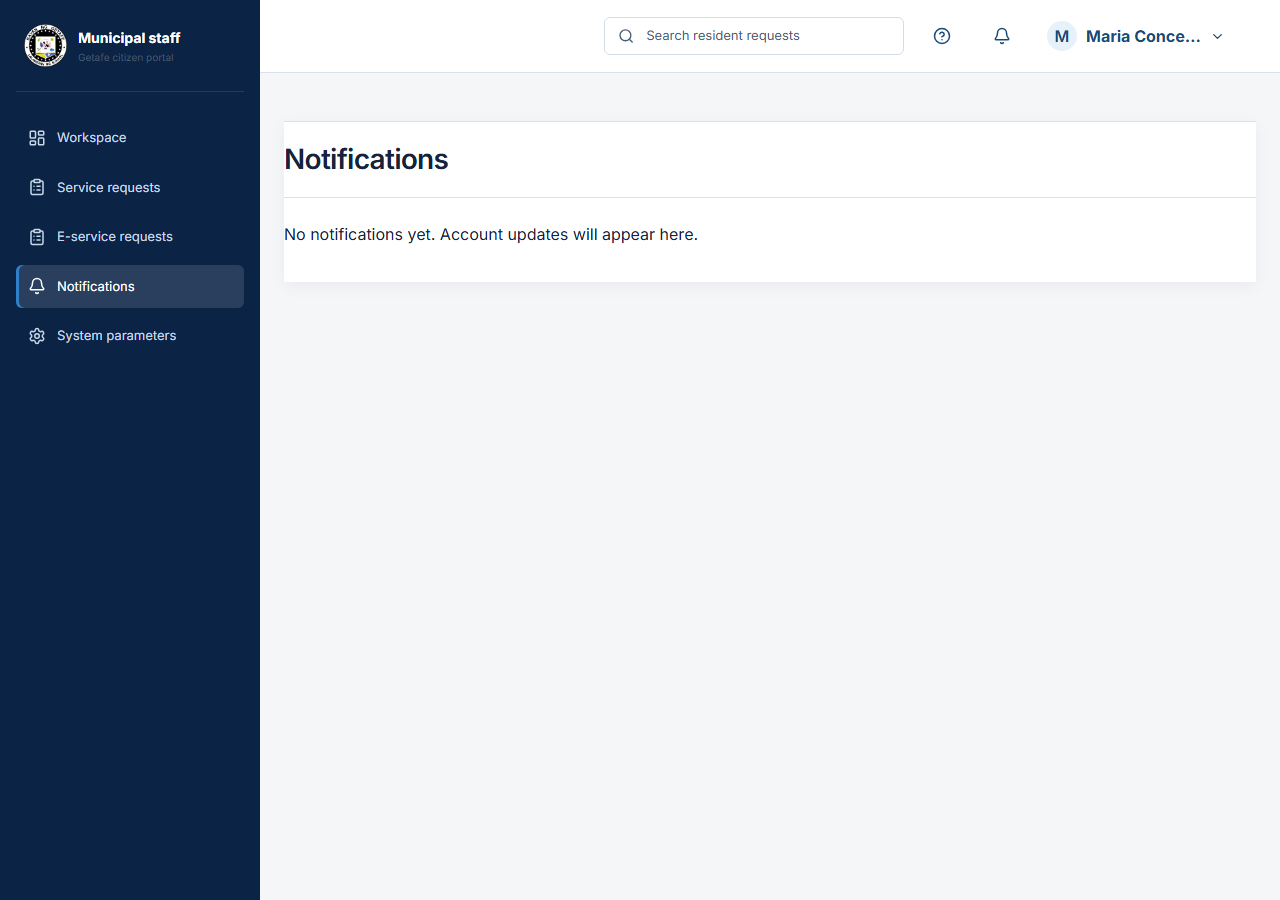 Municipal staff
Getafe citizen portal
Search resident requests
M
Maria Conce...
Workspace
Service requests
E-service requests
Notifications
System parameters
Notifications
No notifications yet. Account updates will appear here.